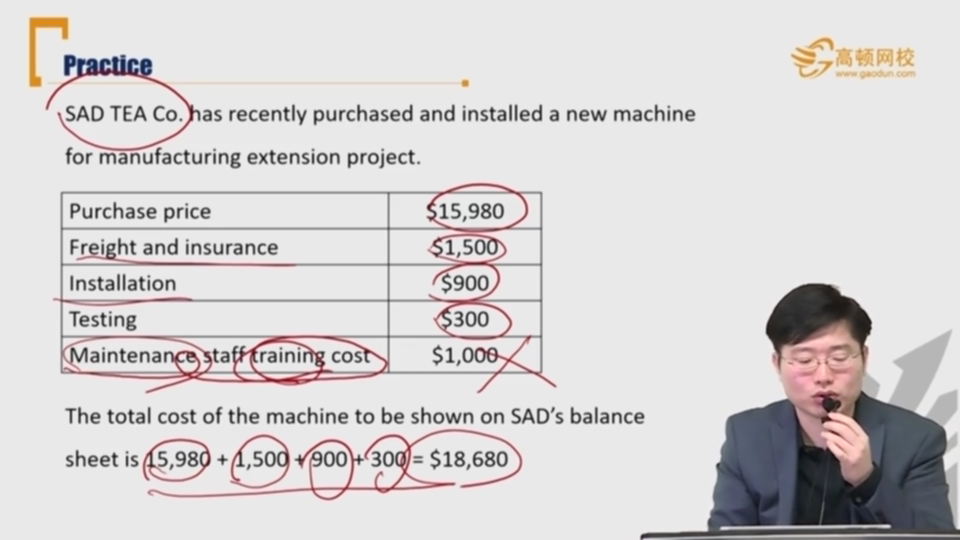 Practice
高顿网校
www.gaodun.com
SAD TEA Co. has recently purchased and installed a new machine
for manufacturing extension project.
Purchase price $15,980
Freight and insurance $1,500
Installation $900
Testing $300
Maintenance staff training cost $1,000
The total cost of the machine to be shown on SAD's balance
sheet is 15,980 + 1,500 + 900 + 300 = $18,680